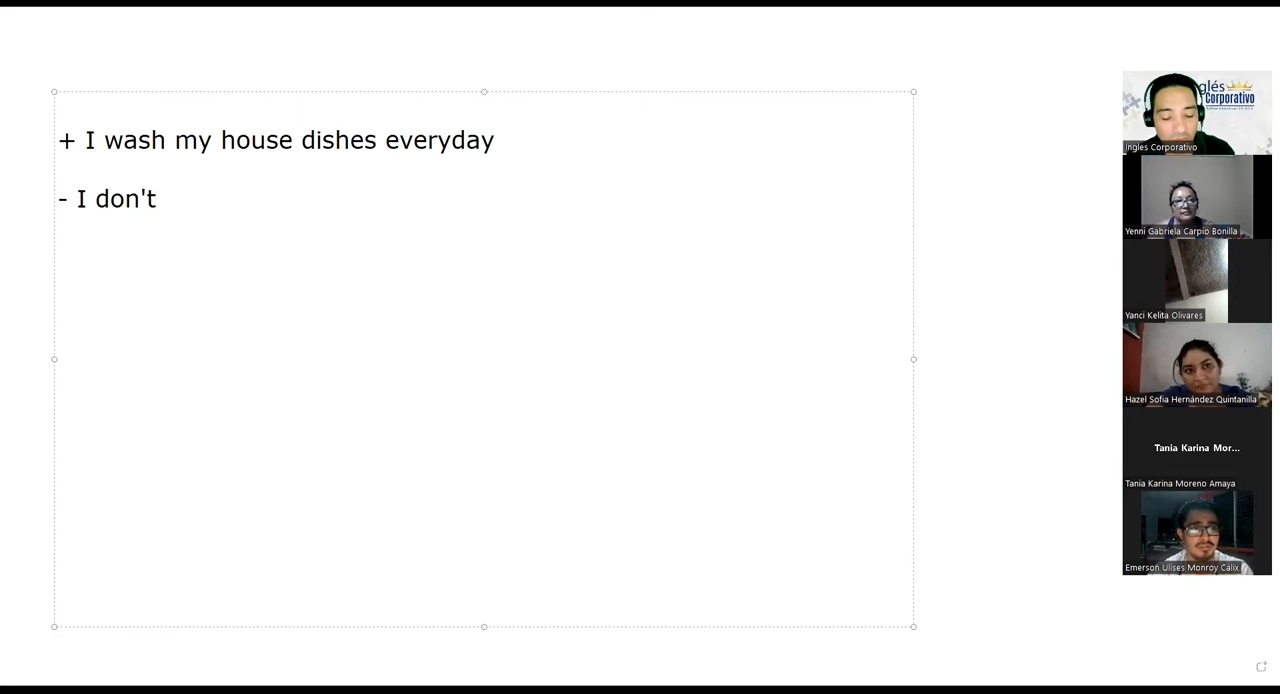 + I wash my house dishes everyday
- I don't
glés
Corporativo
Ingles Corporativo
Yenni Gabriela Carpio Bonilla
Yanci Kelita Olivares
Hazel Sofia Hernández Quintanilla
Tania Karina Mor...
Tania Karina Moreno Amaya
Emerson Ulises Monroy Cálix